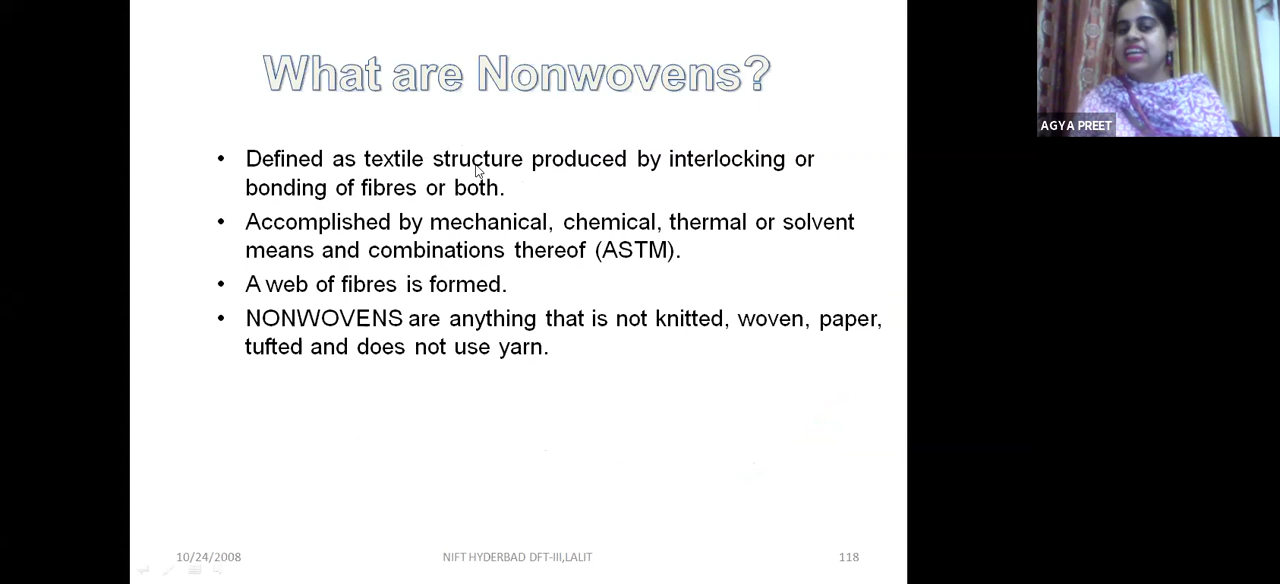 What are Nonwovens?
AGYA PREET
• Defined as textile structure produced by interlocking or
bonding of fibres or both.
• Accomplished by mechanical, chemical, thermal or solvent
means and combinations thereof (ASTM).
• A web of fibres is formed.
• NONWOVENS are anything that is not knitted, woven, paper,
tufted and does not use yarn.
10/24/2008
NIFT HYDERBAD DFT-III,LALIT
118